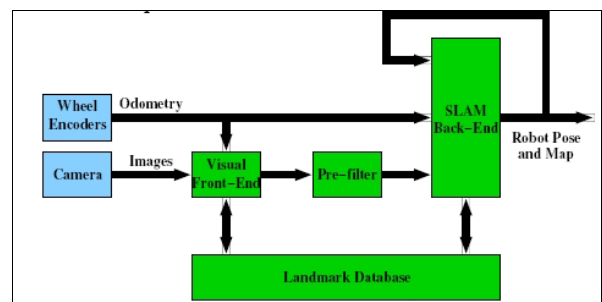 Wheel
Encoders
Odometry
SLAM
Back-End
Robot Pose
and Map
Camera
Images
Visual
Front-End
Pre-filter
Landmark Database